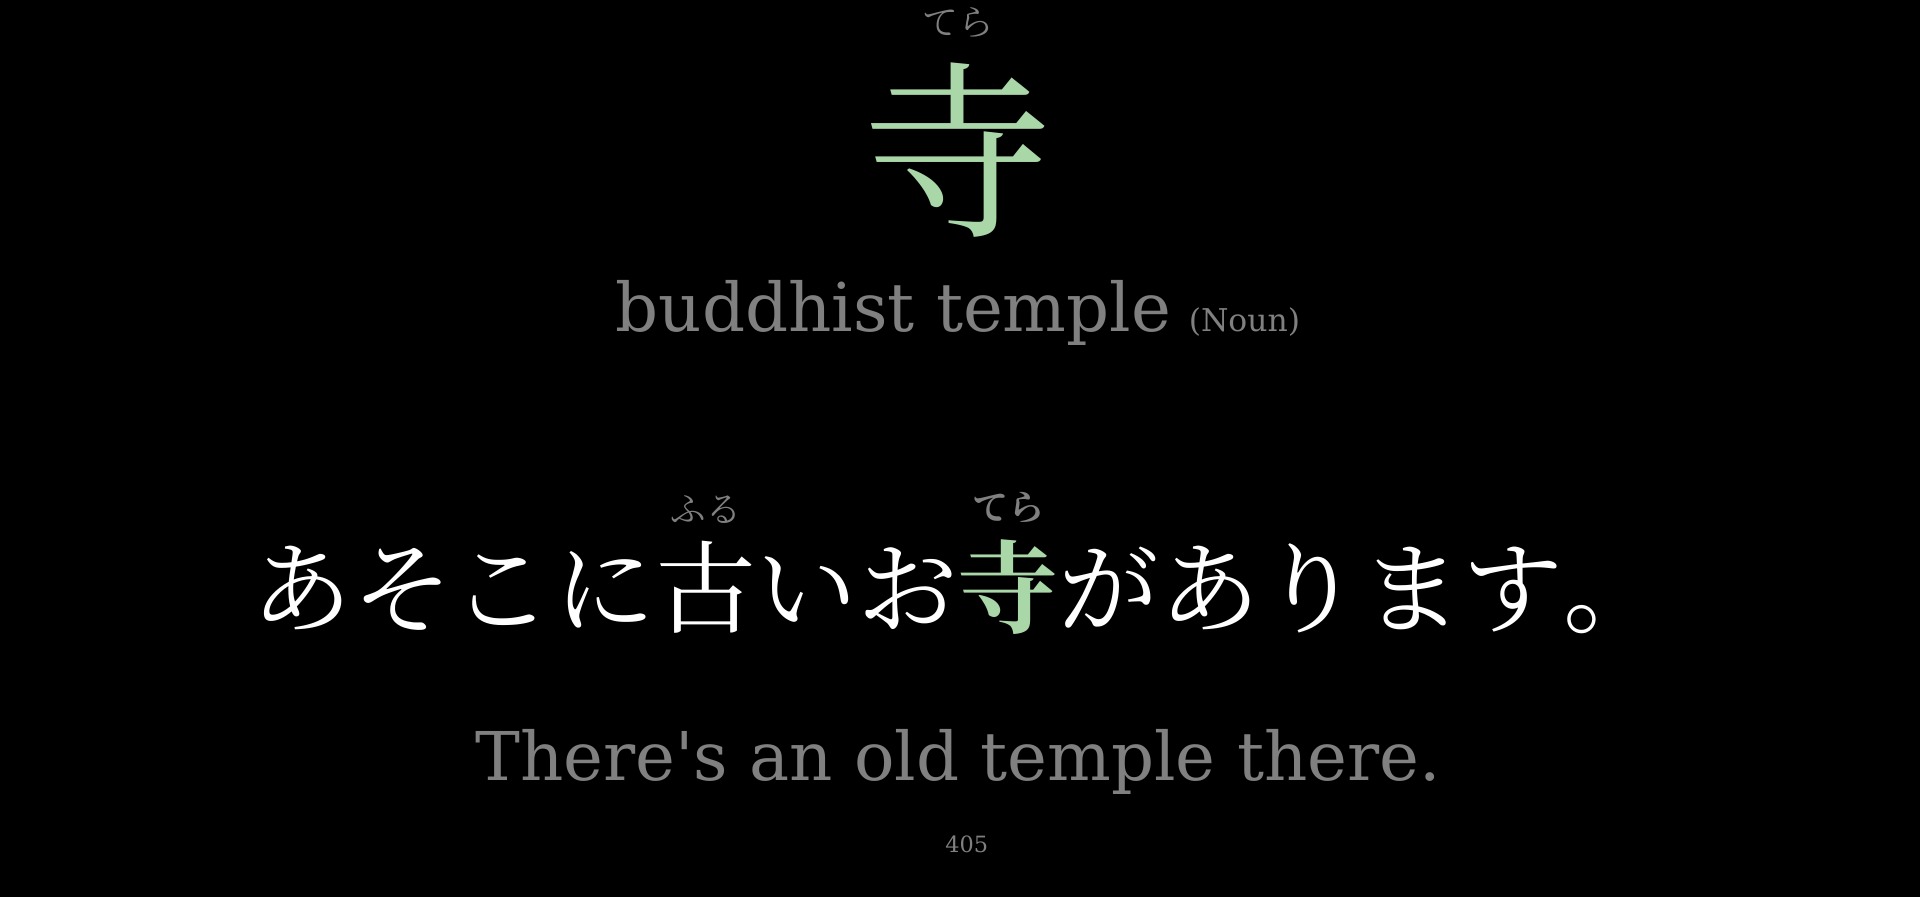 てら
寺
buddhist temple (Noun)
ふる てら
あそこに古いお寺があります。
There's an old temple there.
405